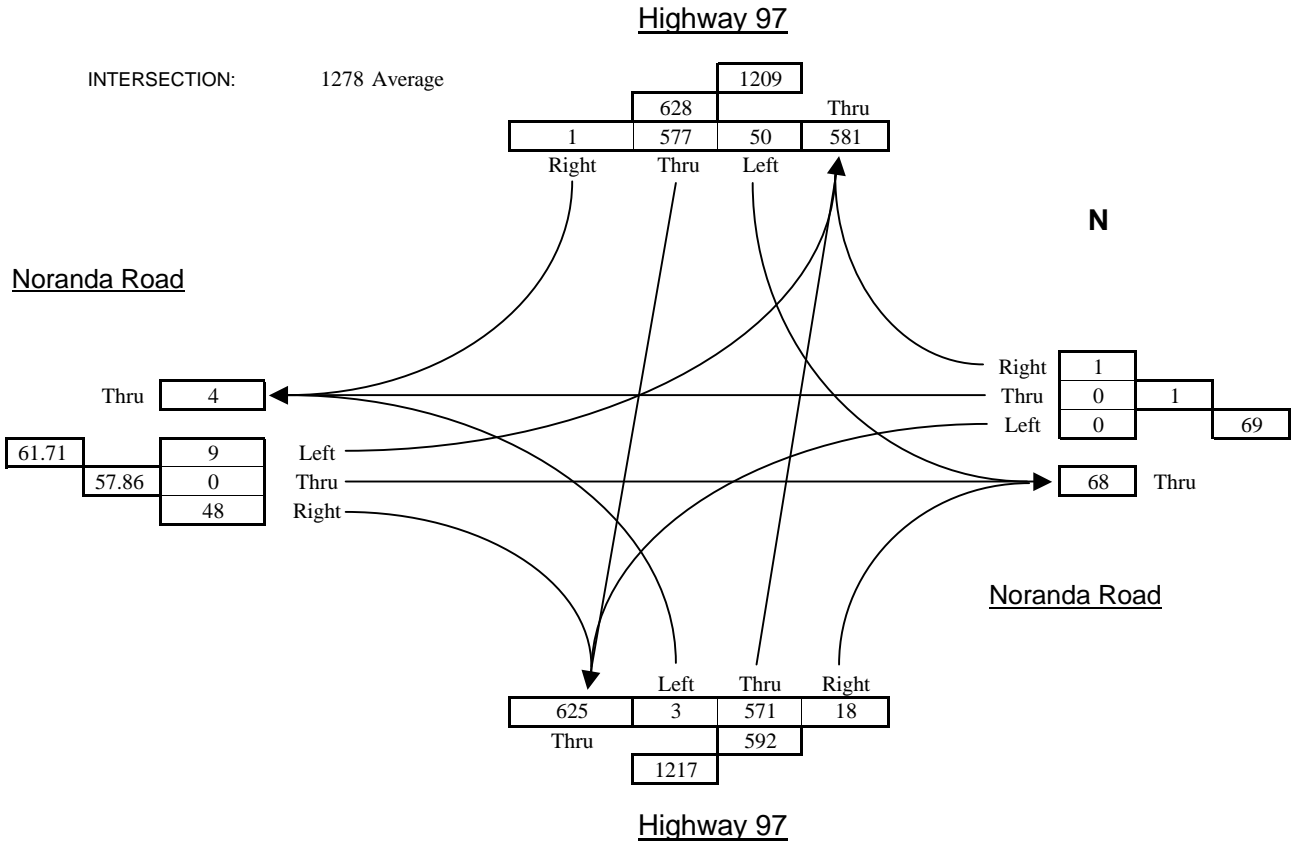 Highway 97
INTERSECTION: 1278 Average
1209
628 Thru
1 577 50 581
Right Thru Left
N
Noranda Road
Right 1
Thru 4
Thru 0 1
Left 0 69
61.71 9 Left
57.86 0 Thru
48 Right
68 Thru
Noranda Road
Left Thru Right
625 3 571 18
Thru 592
1217
Highway 97